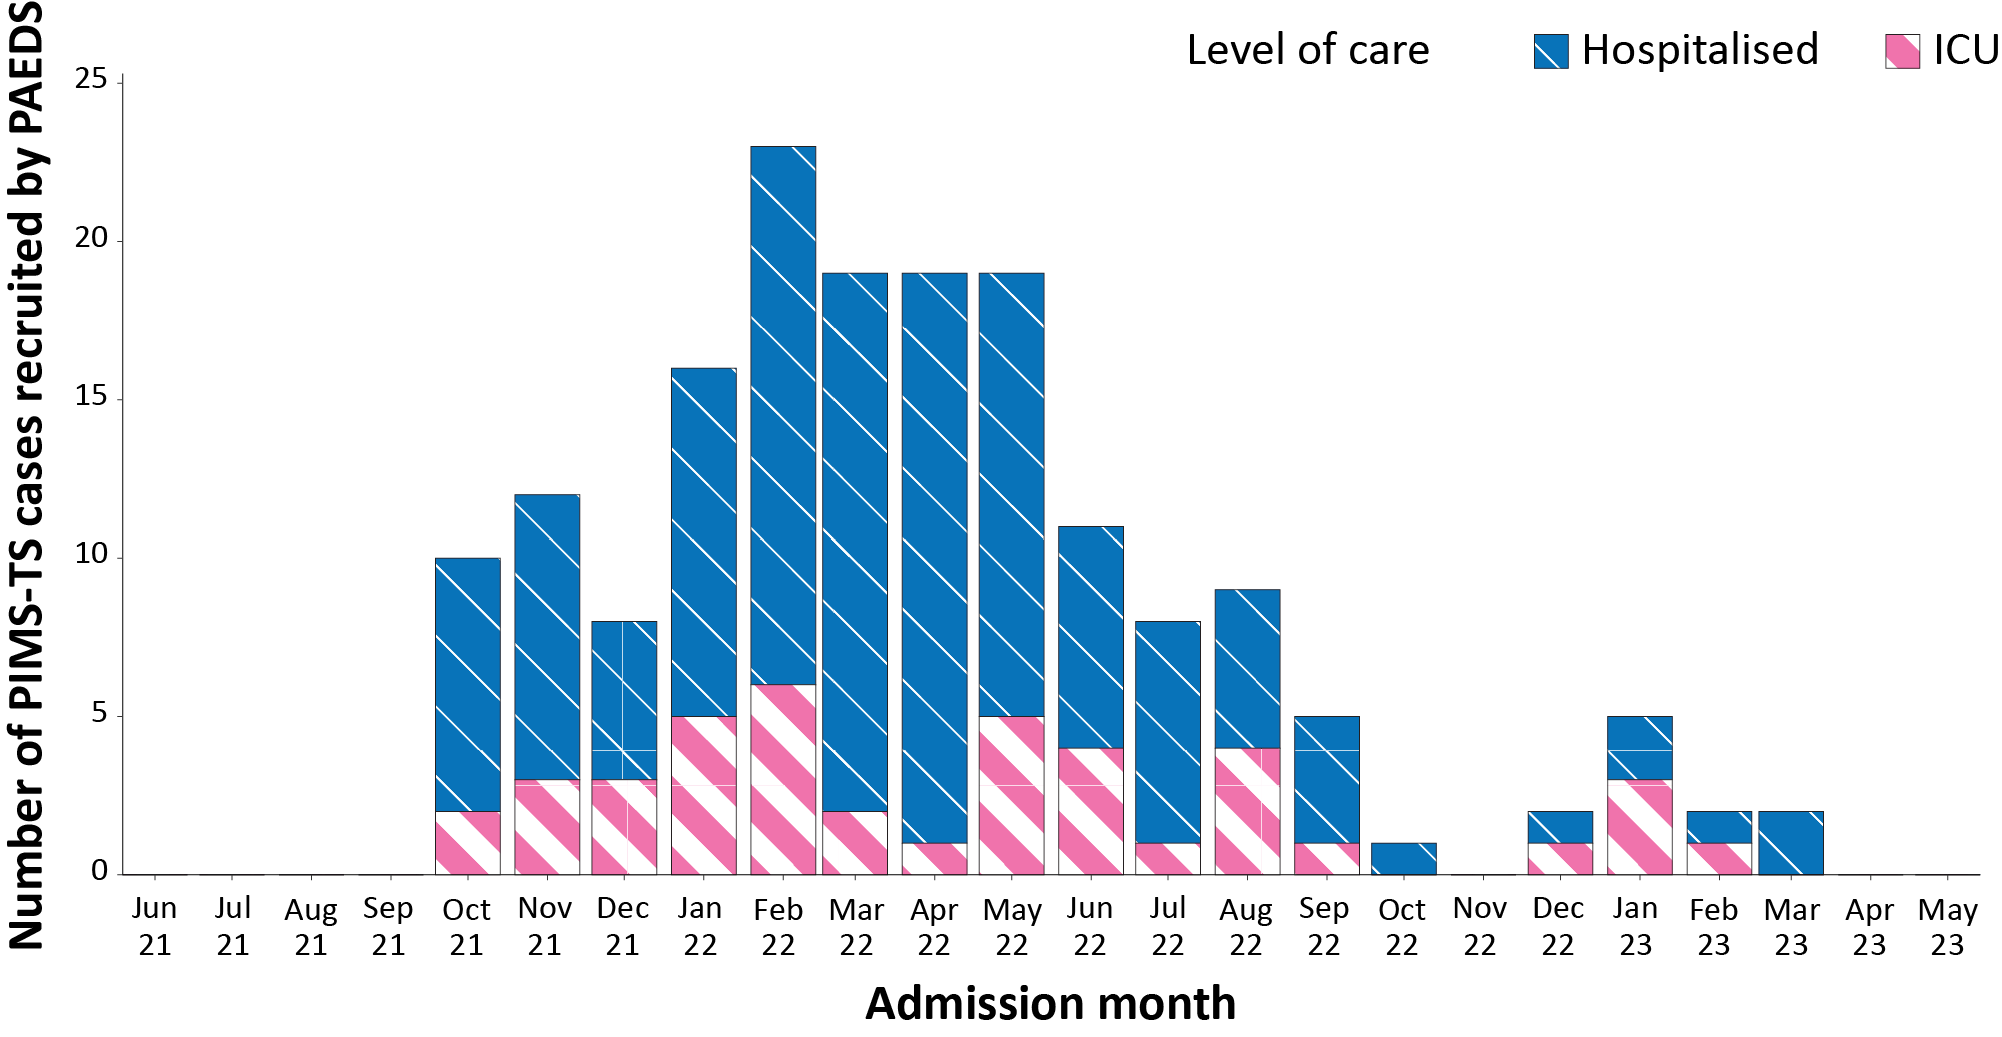 Number of PIMS-TS cases recruited by PAEDS
Level of care Hospitalised ICU
25
20
15
10
5
0
Jun Jul Aug Sep Oct Nov Dec Jan Feb Mar Apr May Jun Jul Aug Sep Oct Nov Dec Jan Feb Mar Apr May
21 21 21 21 21 21 21 22 22 22 22 22 22 22 22 22 22 22 22 23 23 23 23 23
Admission month